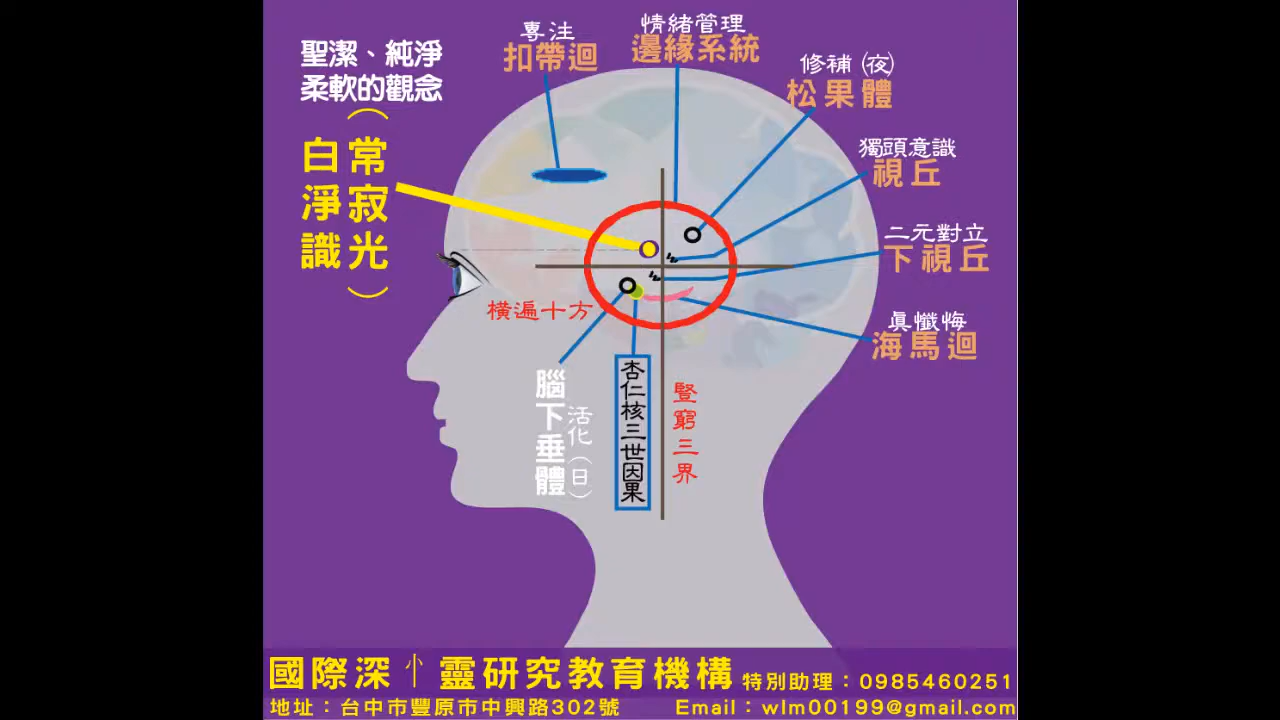 聖潔、純淨
柔軟的觀念
(常寂光
白淨識)
專注
扣帶迴
情緒管理
邊緣系統
修補(夜)
松果體
獨頭意識
視丘
二元對立
下視丘
眞懺悔
海馬迴
橫遍十方
豎窮三界
腦下垂體
活化(日)
杏仁核三世因果
國際深忄靈研究教育機構 特別助理：0985460251
地址：台中市豐原市中興路302號 Email：wlm00199@gmail.com